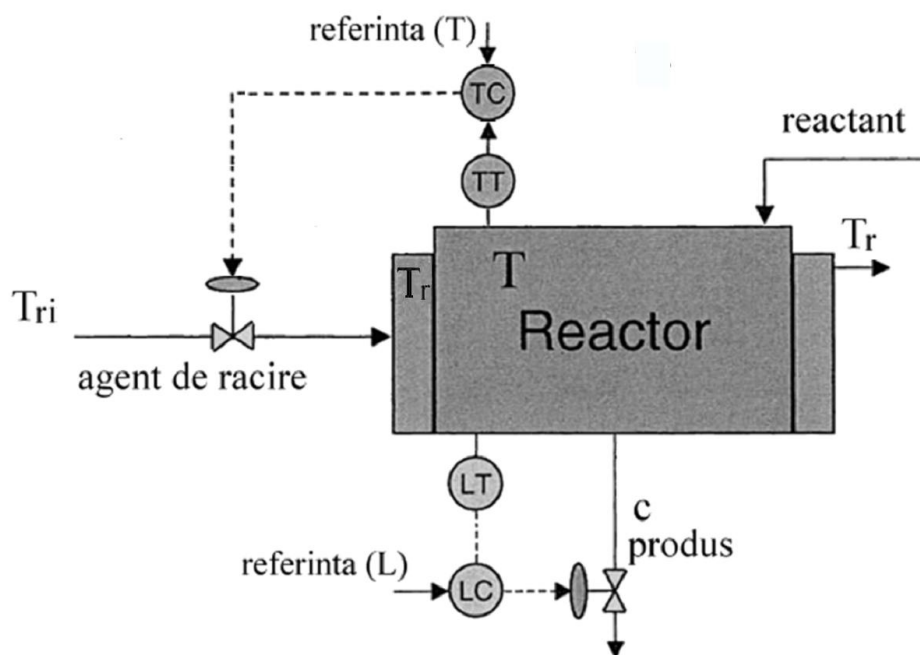 referinta (T)
TC
reactant
TT
Tr
Tr
T
Tri
Reactor
agent de racire
LT
c
produs
referinta (L)
LC